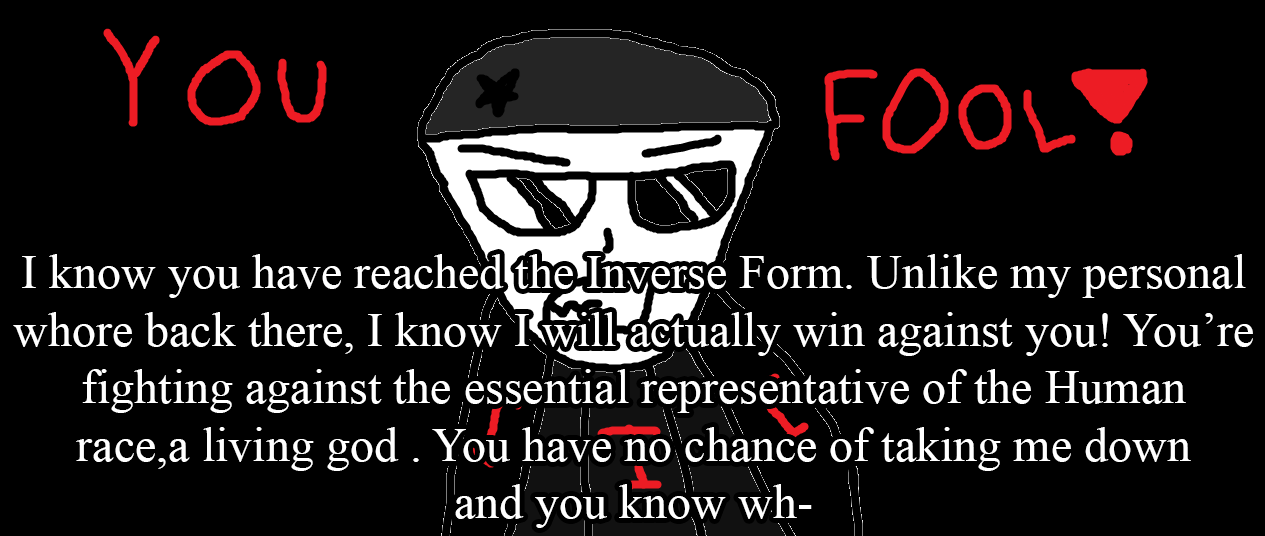 YOU FOOL!
I know you have reached the Inverse Form. Unlike my personal
whore back there, I know I will actually win against you! You’re
fighting against the essential representative of the Human
race,a living god . You have no chance of taking me down
and you know wh-